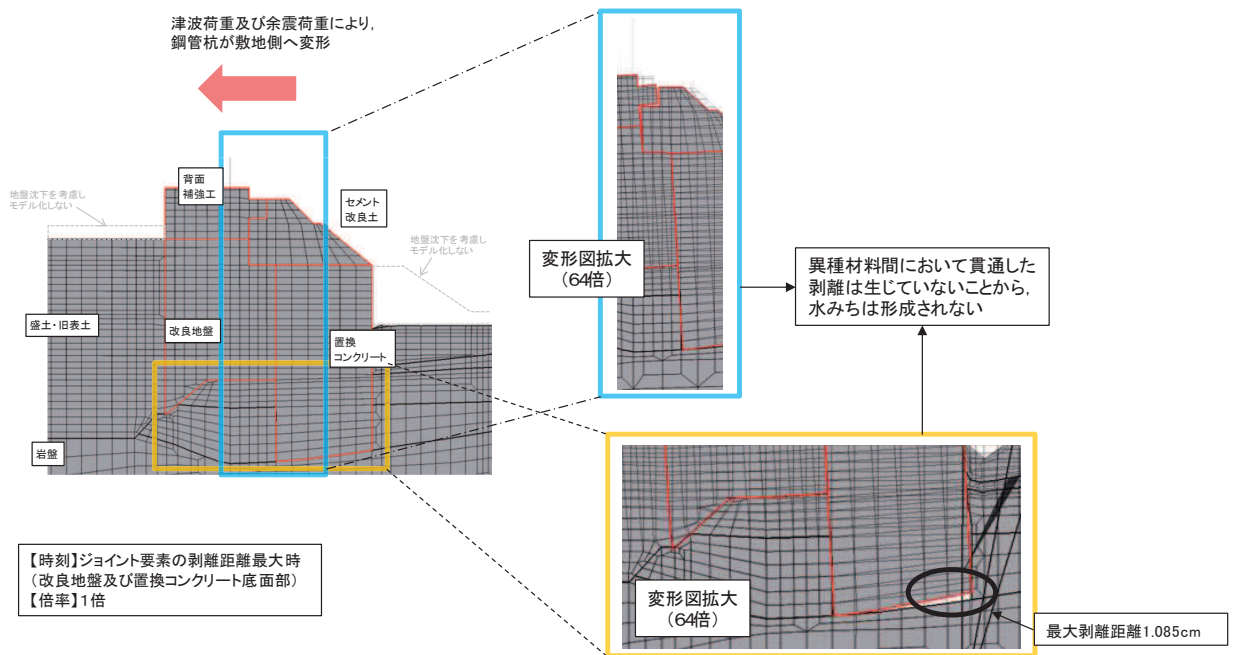 津波荷重及び余震荷重により,
鋼管杭が敷地側へ変形
背面
補強工
セメント
改良土
地盤沈下を考慮し
モデル化しない
地盤沈下を考慮し
モデル化しない
盛土・旧表土
改良地盤
置換
コンクリート
岩盤
変形図拡大
（64倍）
異種材料間において貫通した
剥離は生じていないことから,
水みちは形成されない
【時刻】ジョイント要素の剥離距離最大時
（改良地盤及び置換コンクリート底面部）
【倍率】1倍
変形図拡大
（64倍）
最大剥離距離1.085cm